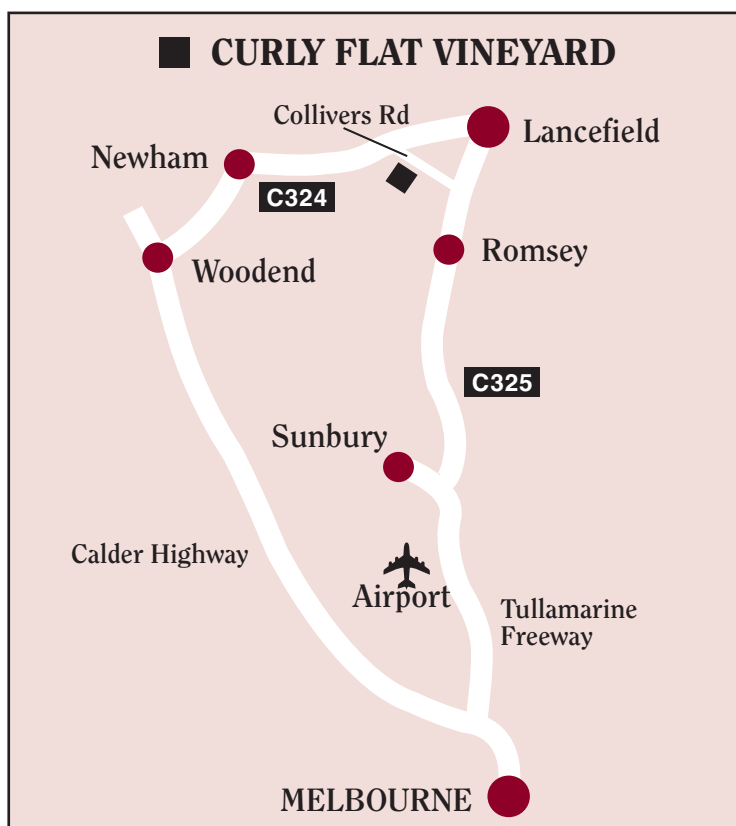 CURLY FLAT VINEYARD
Collivers Rd
Lancefield
Newham
C324
Romsey
Woodend
C325
Sunbury
Calder Highway
Airport
Tullamarine
Freeway
MELBOURNE